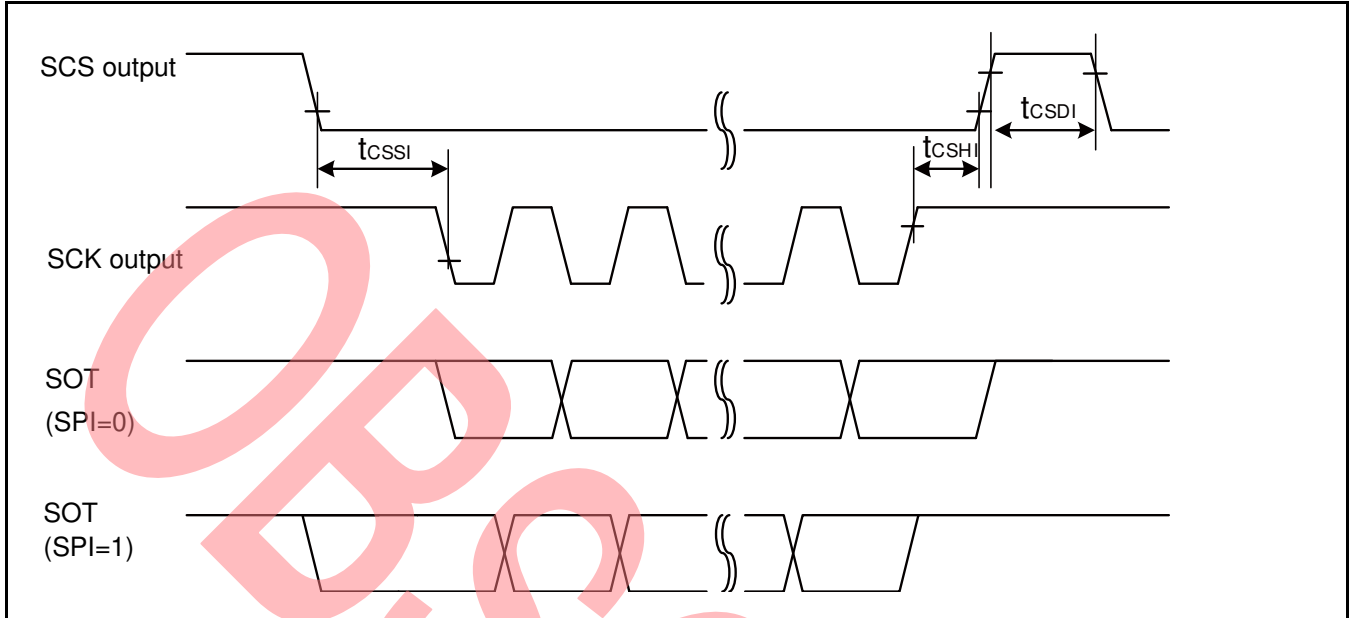 SCS output
tCSSI
tCSHI
tCSDI
SCK output
SOT
(SPI=0)
SOT
(SPI=1)